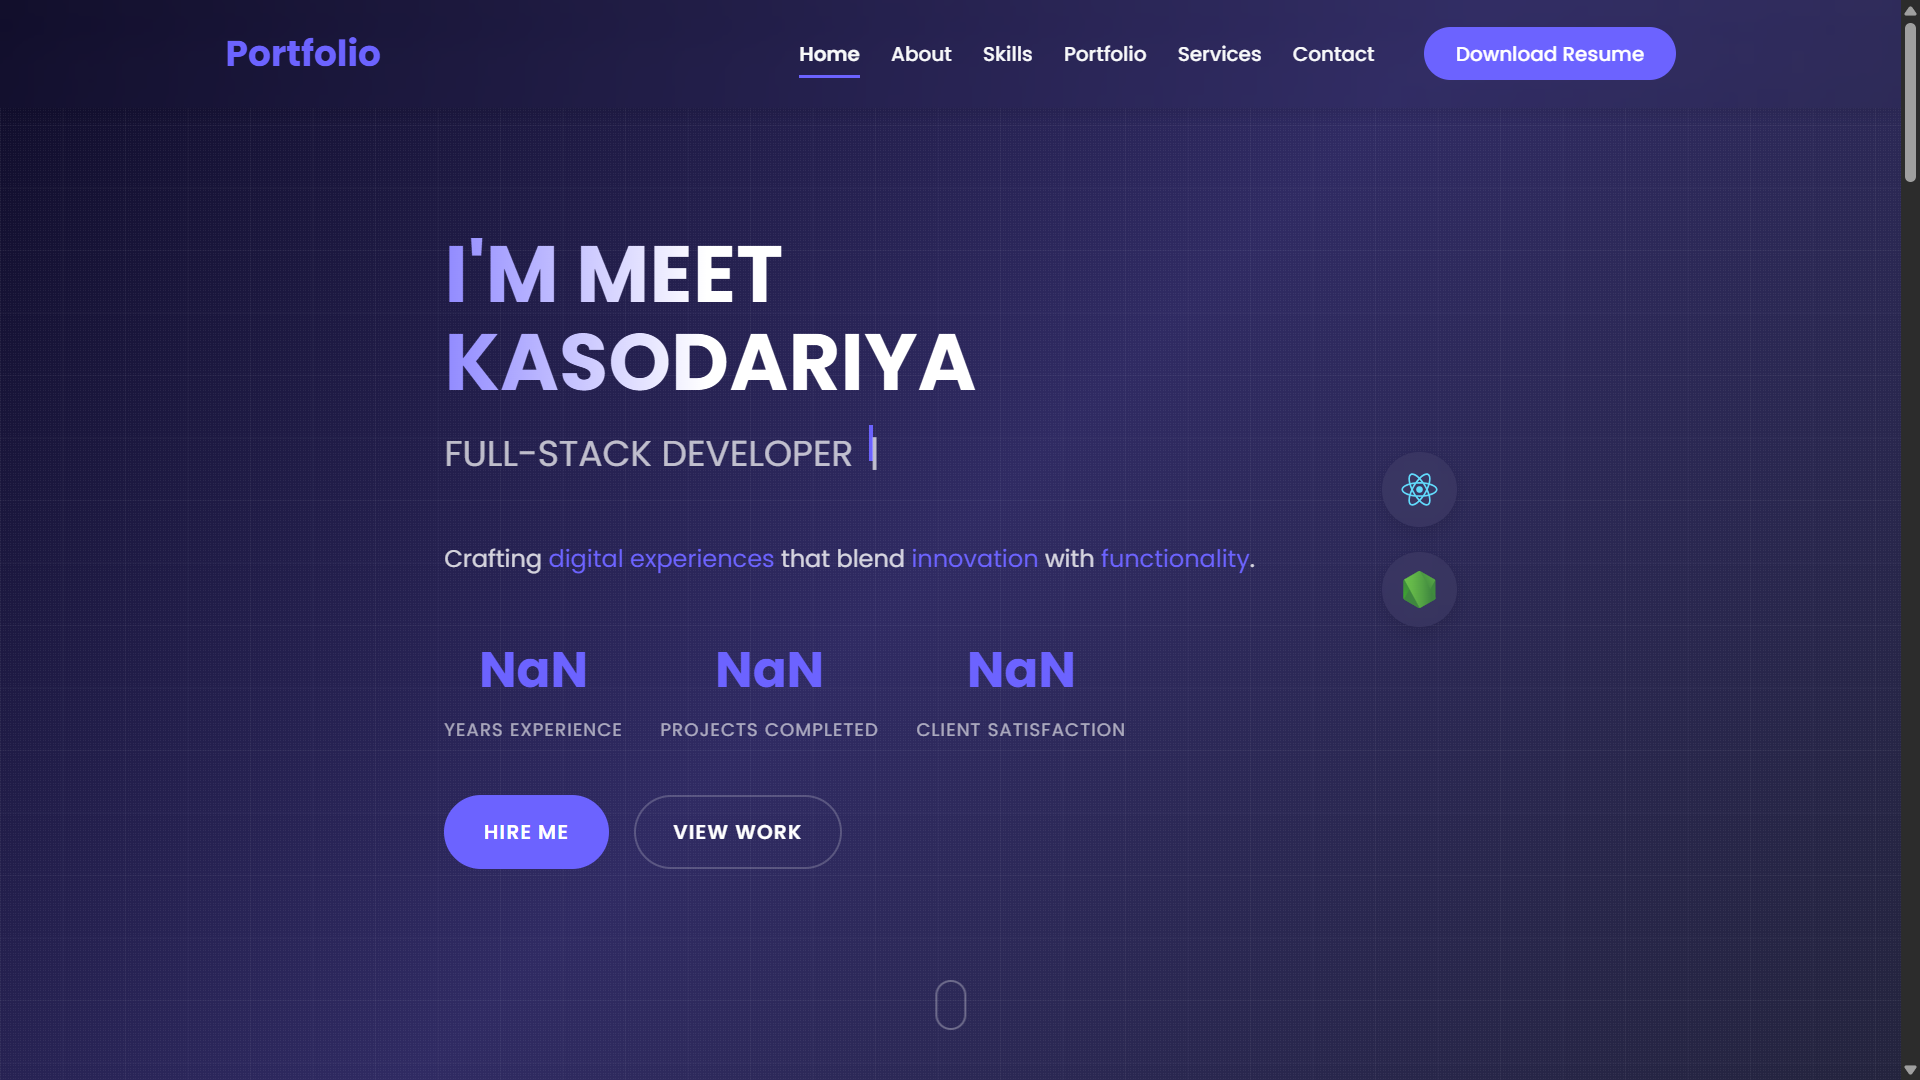 Portfolio
Home About Skills Portfolio Services Contact Download Resume
I'M MEET
KASODARIYA
FULL-STACK DEVELOPER |
Crafting digital experiences that blend innovation with functionality.
NaN NaN NaN
YEARS EXPERIENCE PROJECTS COMPLETED CLIENT SATISFACTION
HIRE ME VIEW WORK